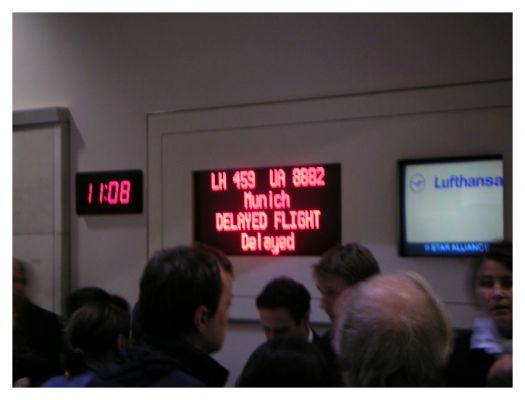 11:08
LH 459 UA 8882
Munich
DELAYED FLIGHT
Delayed
Lufthansa
A STAR ALLIANCE